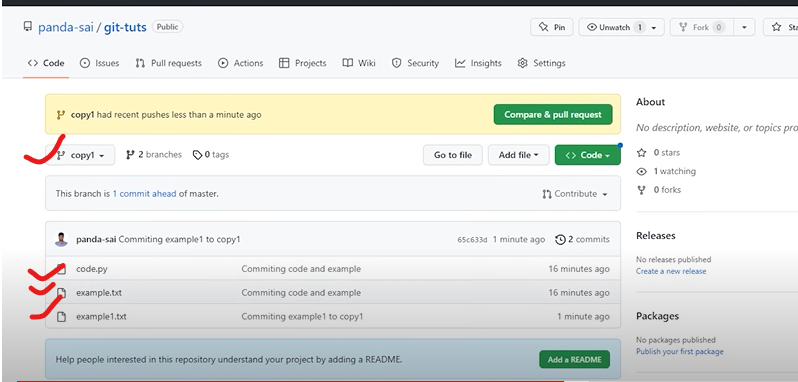 panda-sai / git-tuts Public
Pin Unwatch 1 Fork 0 Sta
Code Issues Pull requests Actions Projects Wiki Security Insights Settings
copy1 had recent pushes less than a minute ago Compare & pull request
copy1 2 branches 0 tags Go to file Add file Code
This branch is 1 commit ahead of master. Contribute
panda-sai Commiting example1 to copy1 65c633d 1 minute ago 2 commits
code.py Commiting code and example 16 minutes ago
example.txt Commiting code and example 16 minutes ago
example1.txt Commiting example1 to copy1 1 minute ago
Help people interested in this repository understand your project by adding a README. Add a README
About
No description, website, or topics pro
0 stars
1 watching
0 forks
Releases
No releases published
Create a new release
Packages
No packages published
Publish your first package